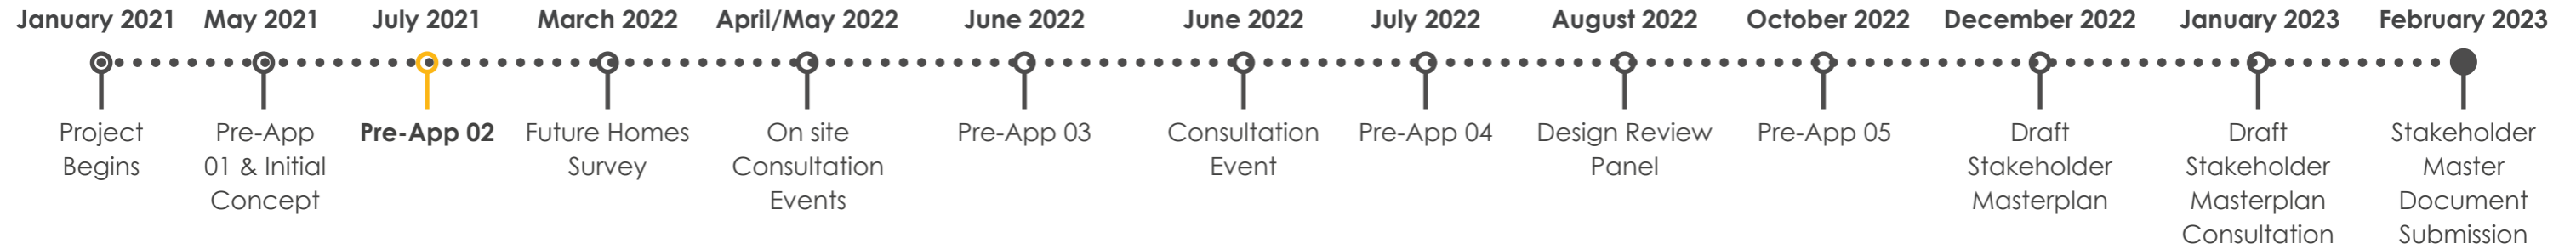 January 2021
May 2021
July 2021
March 2022
April/May 2022
June 2022
June 2022
July 2022
August 2022
October 2022
December 2022
January 2023
February 2023
Project
Begins
Pre-App
01 & Initial
Concept
Pre-App 02
Future Homes
Survey
On site
Consultation
Events
Pre-App 03
Consultation
Event
Pre-App 04
Design Review
Panel
Pre-App 05
Draft
Stakeholder
Masterplan
Draft
Stakeholder
Masterplan
Consultation
Stakeholder
Master
Document
Submission